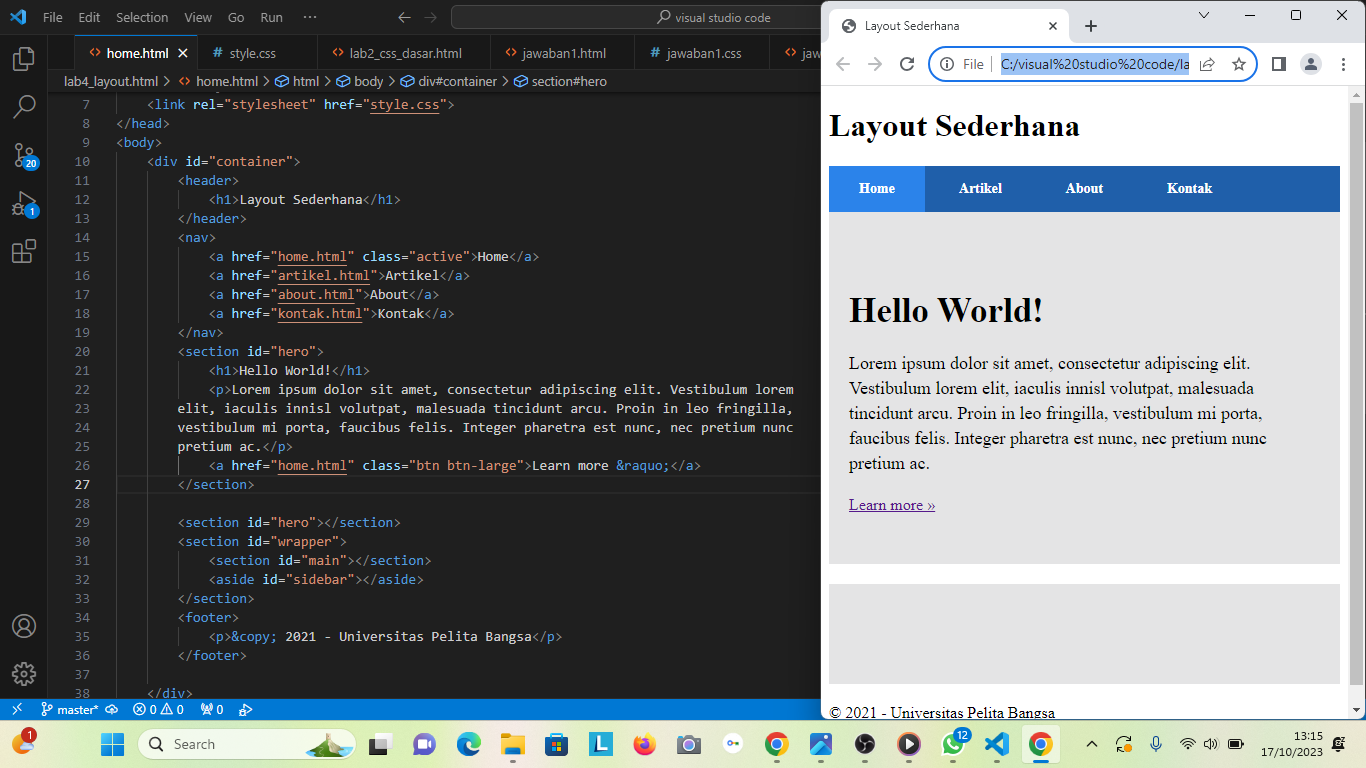 File Edit Selection View Go Run ···
visual studio code
home.html style.css lab2_css_dasar.html jawaban1.html jawaban1.css jaw
lab4_layout.html > home.html > html > body > div#container > section#hero
7 <link rel="stylesheet" href="style.css">
8 </head>
9 <body>
10 <div id="container">
11 <header>
12 <h1>Layout Sederhana</h1>
13 </header>
14 <nav>
15 <a href="home.html" class="active">Home</a>
16 <a href="artikel.html">Artikel</a>
17 <a href="about.html">About</a>
18 <a href="kontak.html">Kontak</a>
19 </nav>
20 <section id="hero">
21 <h1>Hello World!</h1>
22 <p>Lorem ipsum dolor sit amet, consectetur adipiscing elit. Vestibulum lorem
23 elit, iaculis innisl volutpat, malesuada tincidunt arcu. Proin in leo fringilla,
24 vestibulum mi porta, faucibus felis. Integer pharetra est nunc, nec pretium nunc
25 pretium ac.</p>
26 <a href="home.html" class="btn btn-large">Learn more &raquo;</a>
27 </section>
28
29 <section id="hero"></section>
30 <section id="wrapper">
31 <section id="main"></section>
32 <aside id="sidebar"></aside>
33 </section>
34 <footer>
35 <p>&copy; 2021 - Universitas Pelita Bangsa</p>
36 </footer>
37
38 </div>
20
1
master* 0 0 0
Layout Sederhana
File C:/visual%20studio%20code/la
Layout Sederhana
Home Artikel About Kontak
Hello World!
Lorem ipsum dolor sit amet, consectetur adipiscing elit.
Vestibulum lorem elit, iaculis innisl volutpat, malesuada
tincidunt arcu. Proin in leo fringilla, vestibulum mi porta,
faucibus felis. Integer pharetra est nunc, nec pretium nunc
pretium ac.
Learn more »
© 2021 - Universitas Pelita Bangsa
1
Search
L
12
13:15
17/10/2023